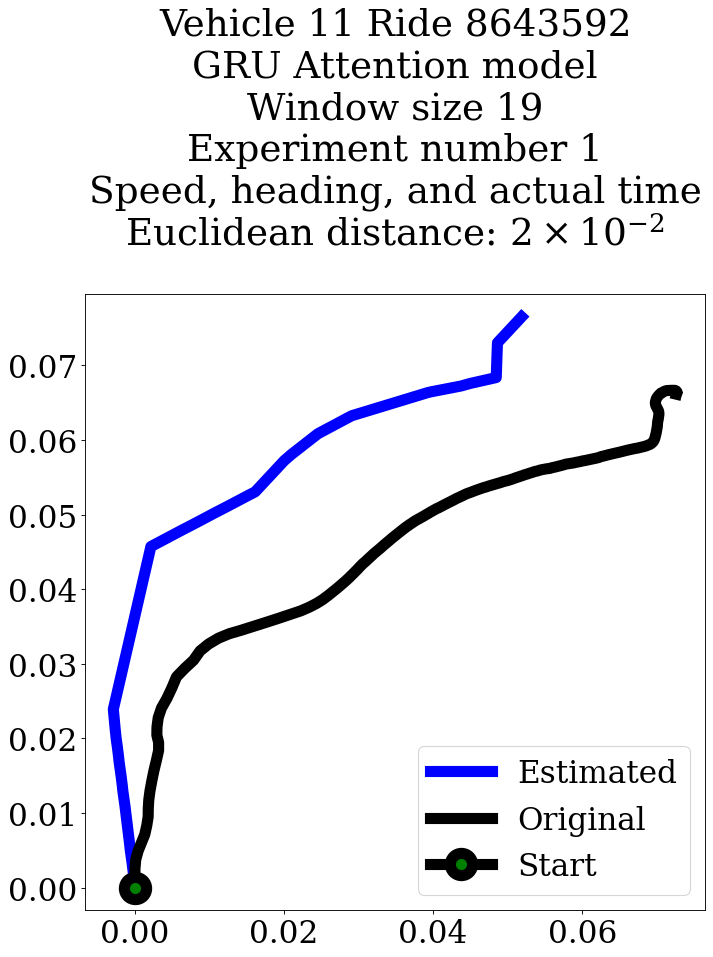 Vehicle 11 Ride 8643592
GRU Attention model
Window size 19
Experiment number 1
Speed, heading, and actual time
Euclidean distance: 2 × 10⁻²
0.07
0.06
0.05
0.04
0.03
0.02
0.01
0.00
Estimated
Original
Start
0.00 0.02 0.04 0.06